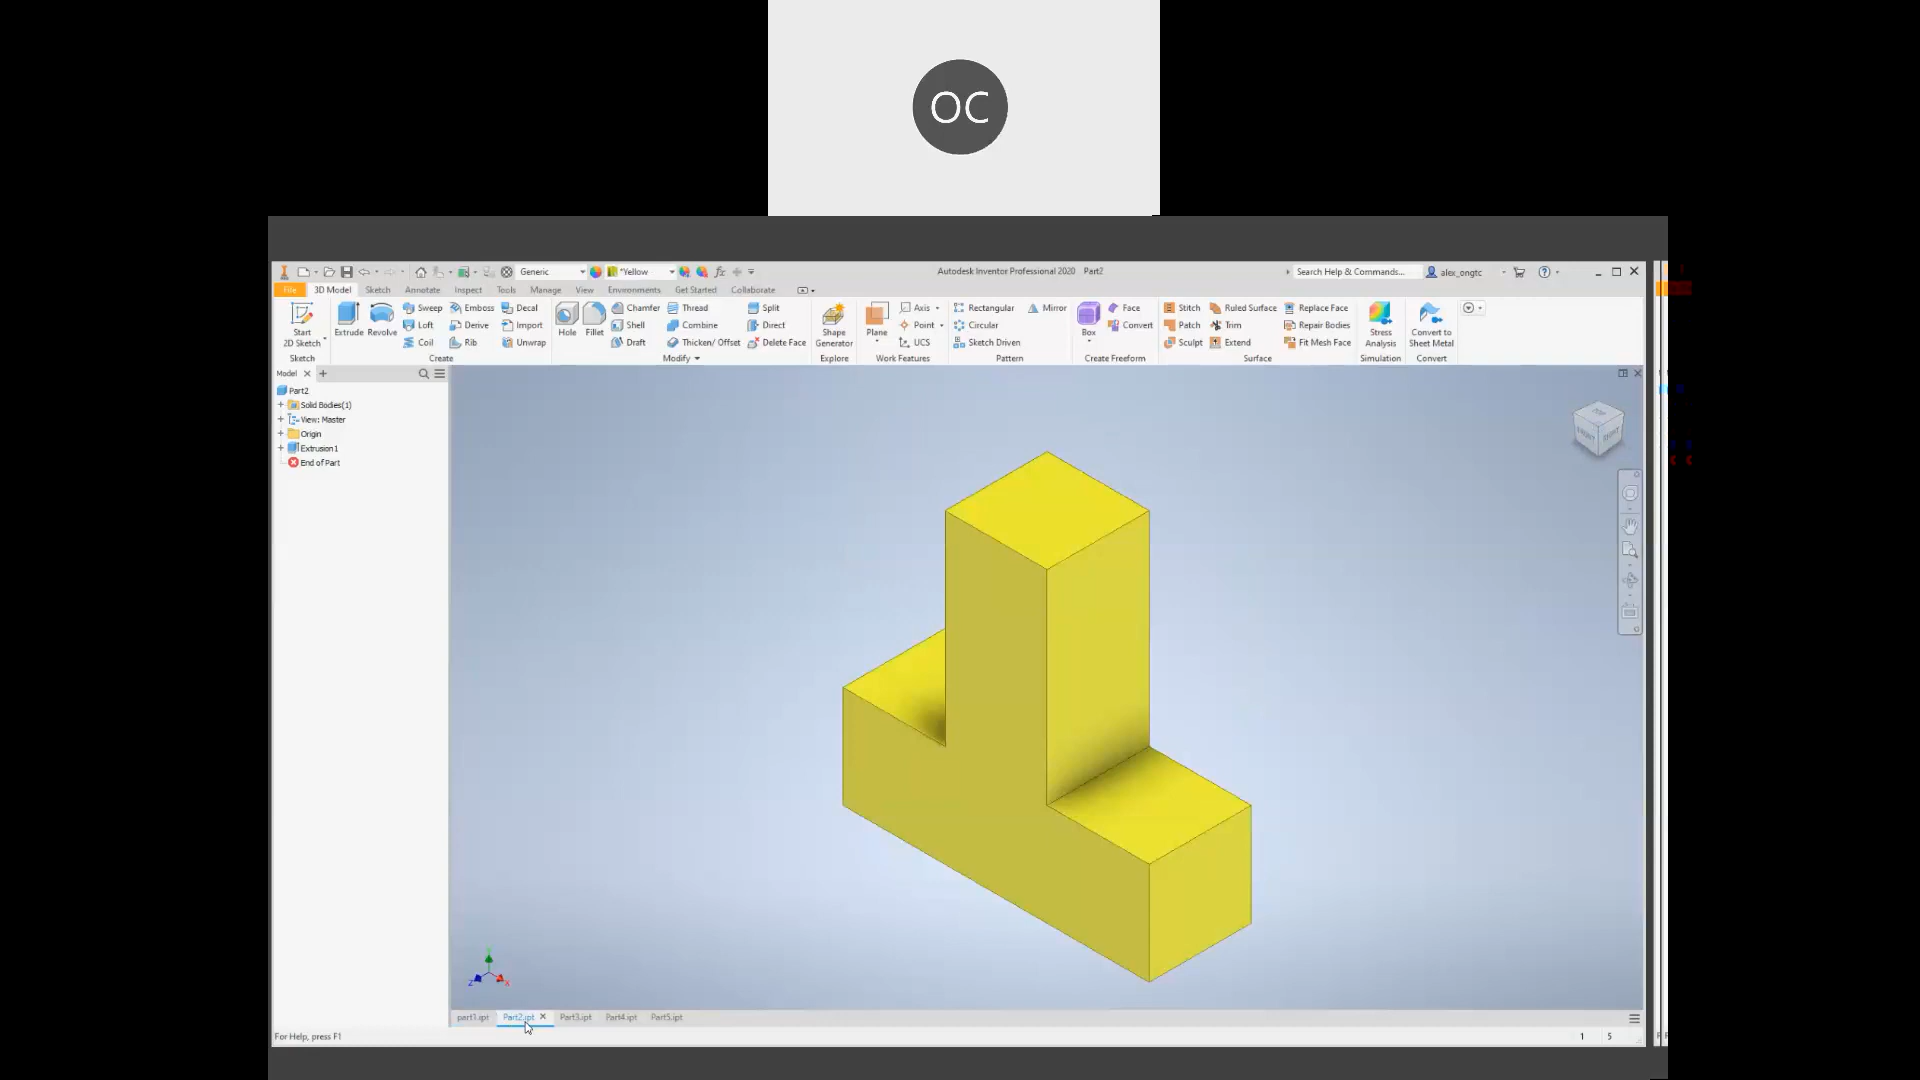 OC
Generic *Yellow Autodesk Inventor Professional 2020 Part2 Search Help & Commands... alex_ongtc
File 3D Model Sketch Annotate Inspect Tools Manage View Environments Get Started Collaborate
Sweep Emboss Decal Chamfer Thread Split Axis Rectangular Mirror Face Stitch Ruled Surface Replace Face
Loft Derive Import Shell Combine Direct Point Circular Convert Patch Trim Repair Bodies
Start 2D Sketch Extrude Revolve Hole Fillet Shape Generator Plane Box Stress Analysis Convert to Sheet Metal
Coil Rib Unwrap Draft Thicken/ Offset Delete Face UCS Sketch Driven Sculpt Extend Fit Mesh Face
Sketch Create Modify Explore Work Features Pattern Create Freeform Surface Simulation Convert
Model
Part2
Solid Bodies(1)
View: Master
Origin
Extrusion1
End of Part
TOP
FRONT RIGHT
Z X
part1.ipt Part2.ipt Part3.ipt Part4.ipt Part5.ipt
For Help, press F1 1 5